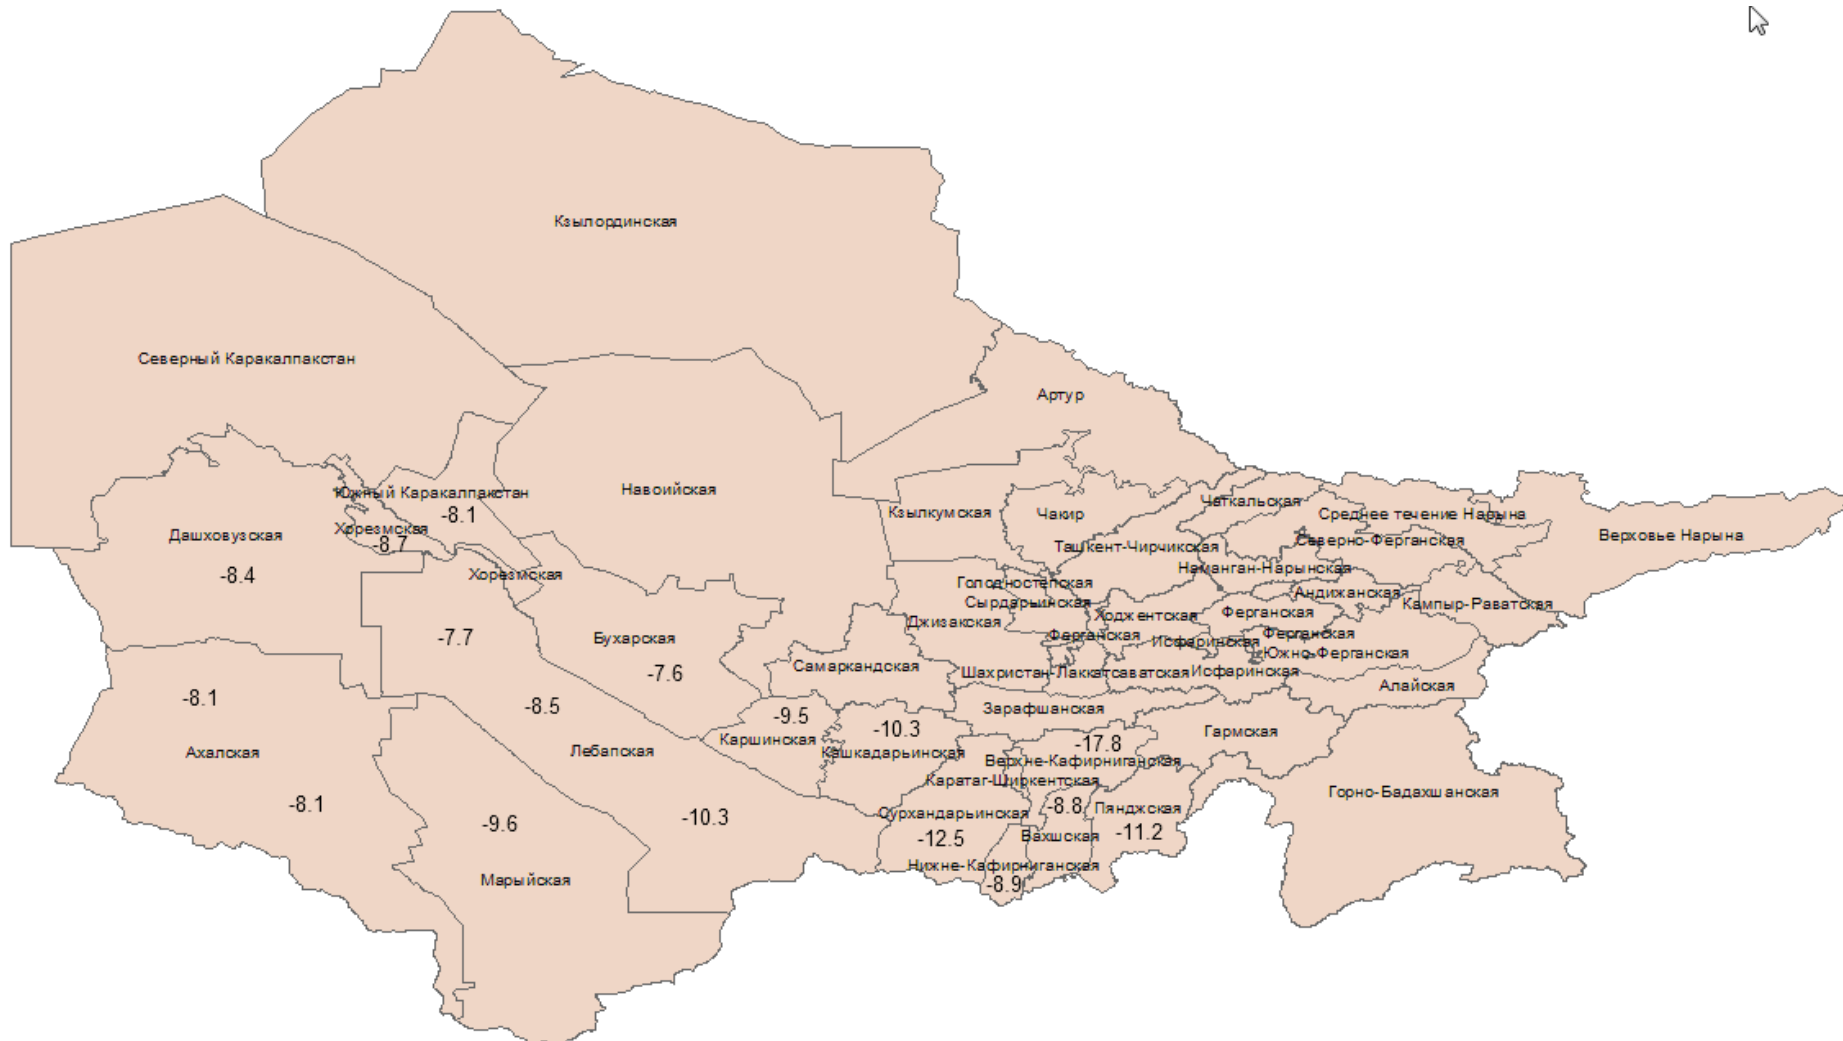 Кзылординская
Северный Каракалпакстан
Артур
Навоийская
Южный Каракалпакстан
-8.1
Хорезмская
-8.7
Дашховузская
-8.4
Хорезмская
Кзылкумская
Чакир
Чаткальская
Среднее течение Нарына
Верховье Нарына
Северно-Ферганская
Ташкент-Чирчикская
Наманган-Нарынская
Голодностепская
Андижанская
Сырдарьинская
Кампыр-Раватская
Джизакская
Ходжентская
Ферганская
Ферганская
Ферганская
Исфаринская
Южно-Ферганская
-7.7
Бухарская
-7.6
Самаркандская
Шахристан-Лаккатсаватская
Исфаринская
Алайская
-8.1
-8.5
Зарафшанская
-9.5
-10.3
Гармская
Каршинская
-17.8
Ахалская
Лебапская
Кашкадарьинская
Верхне-Кафирниганская
Каратаг-Ширкентская
Горно-Бадахшанская
-8.1
-9.6
-10.3
Сурхандарьинская
-8.8
Пянджская
-12.5
Вахшская
-11.2
Нижне-Кафирниганская
-8.9
Марыйская